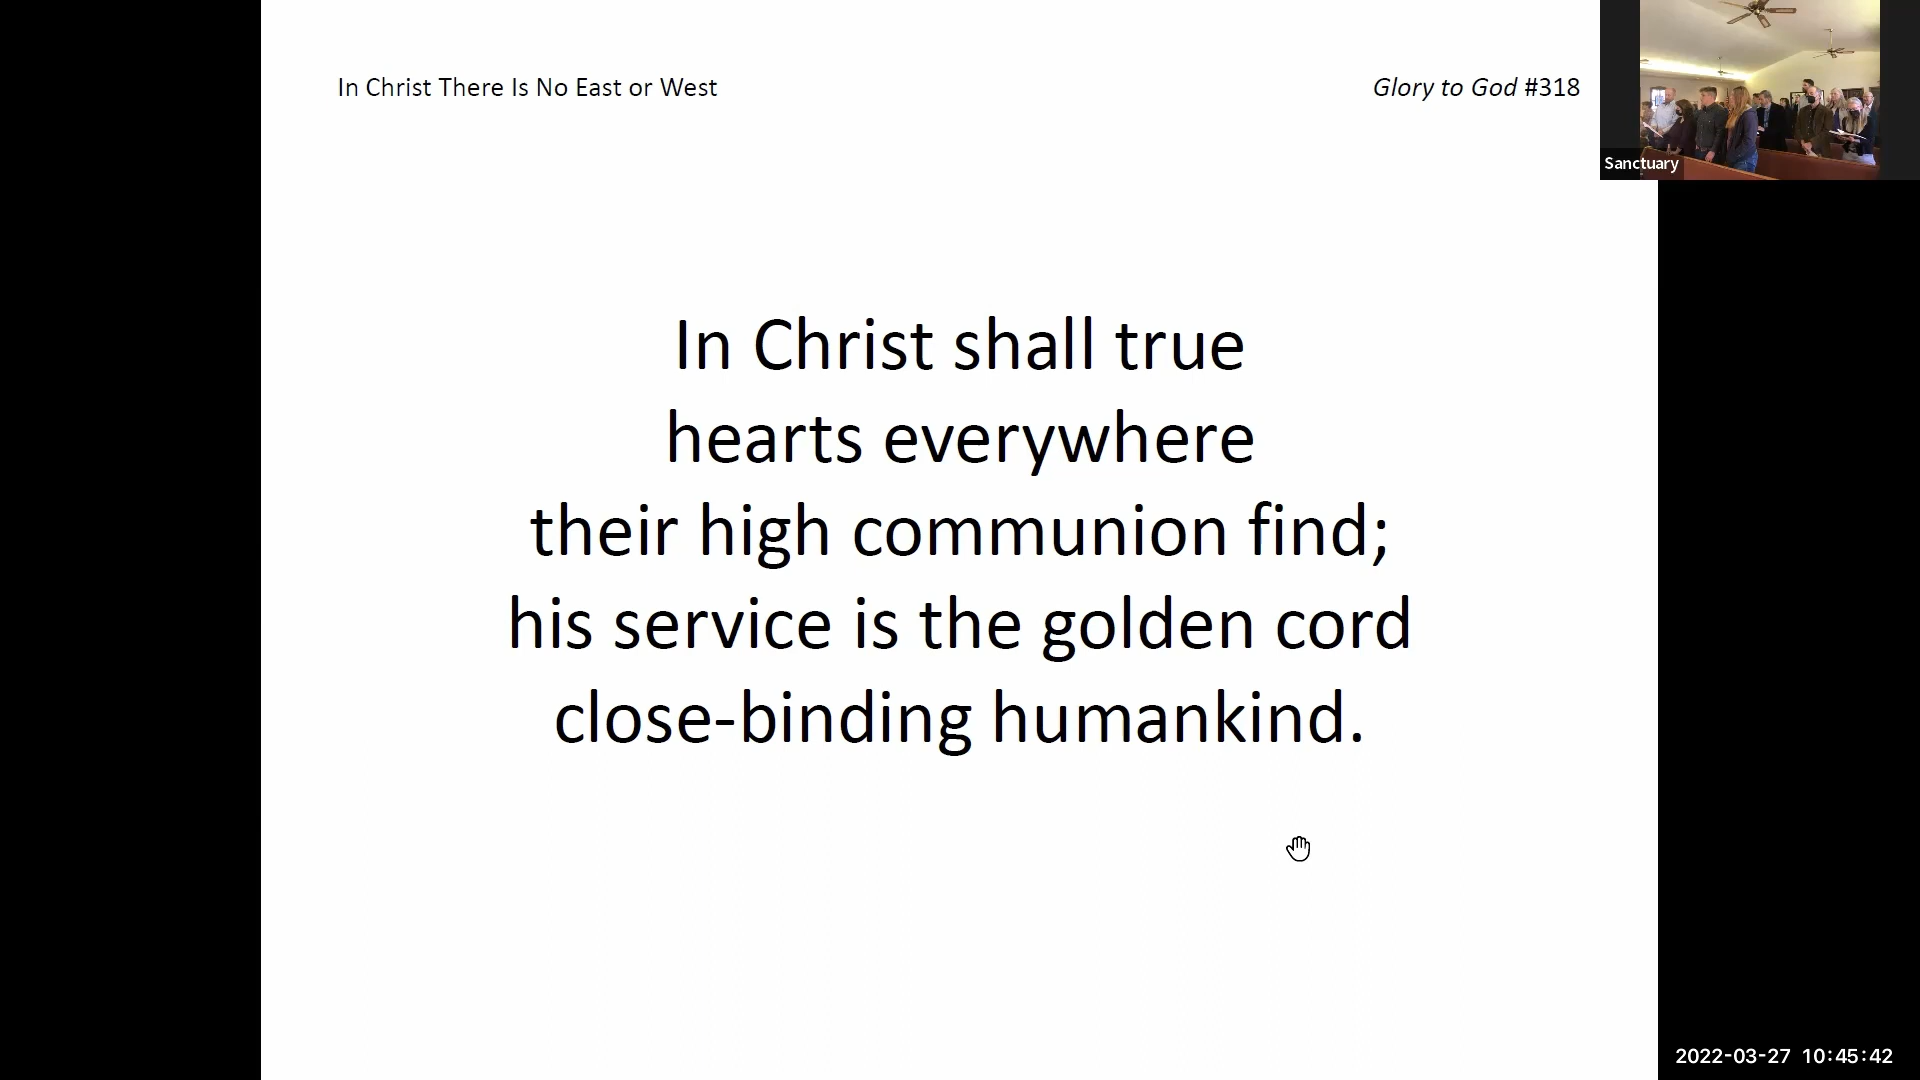 In Christ There Is No East or West
Glory to God #318
Sanctuary
In Christ shall true
hearts everywhere
their high communion find;
his service is the golden cord
close-binding humankind.
2022-03-27 10:45:42